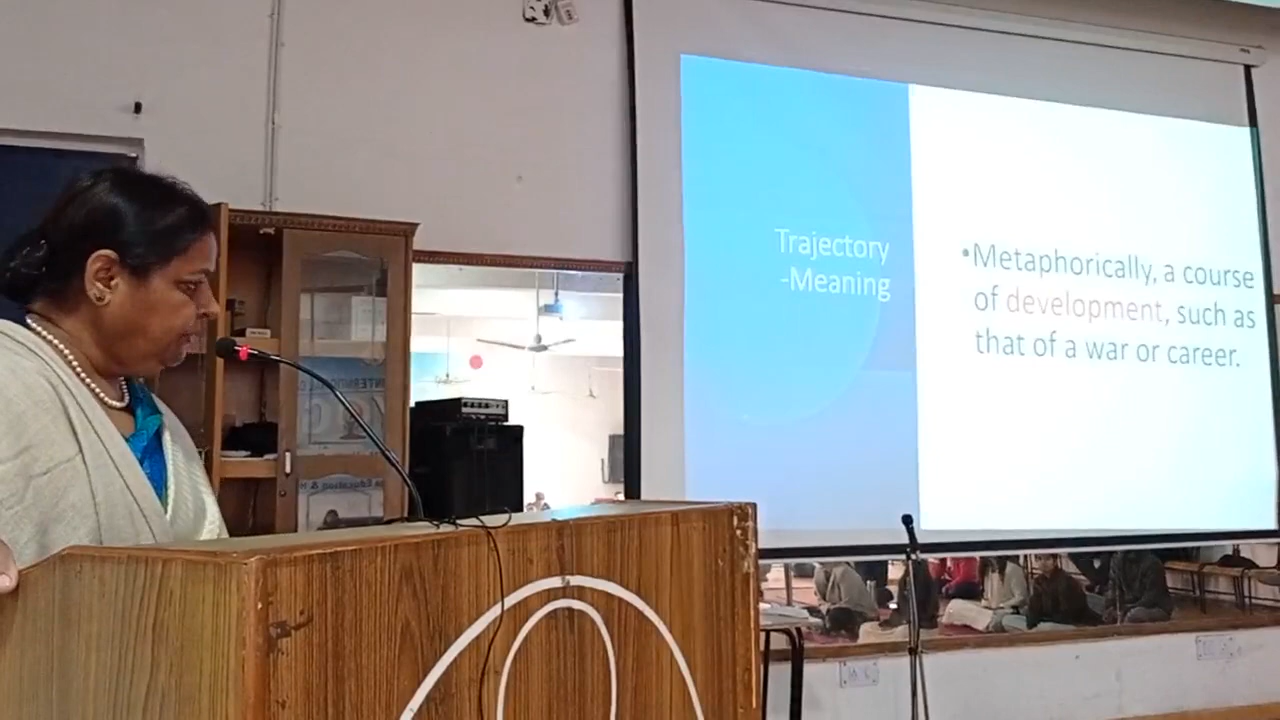 Trajectory
-Meaning
•Metaphorically, a course
of development, such as
that of a war or career.